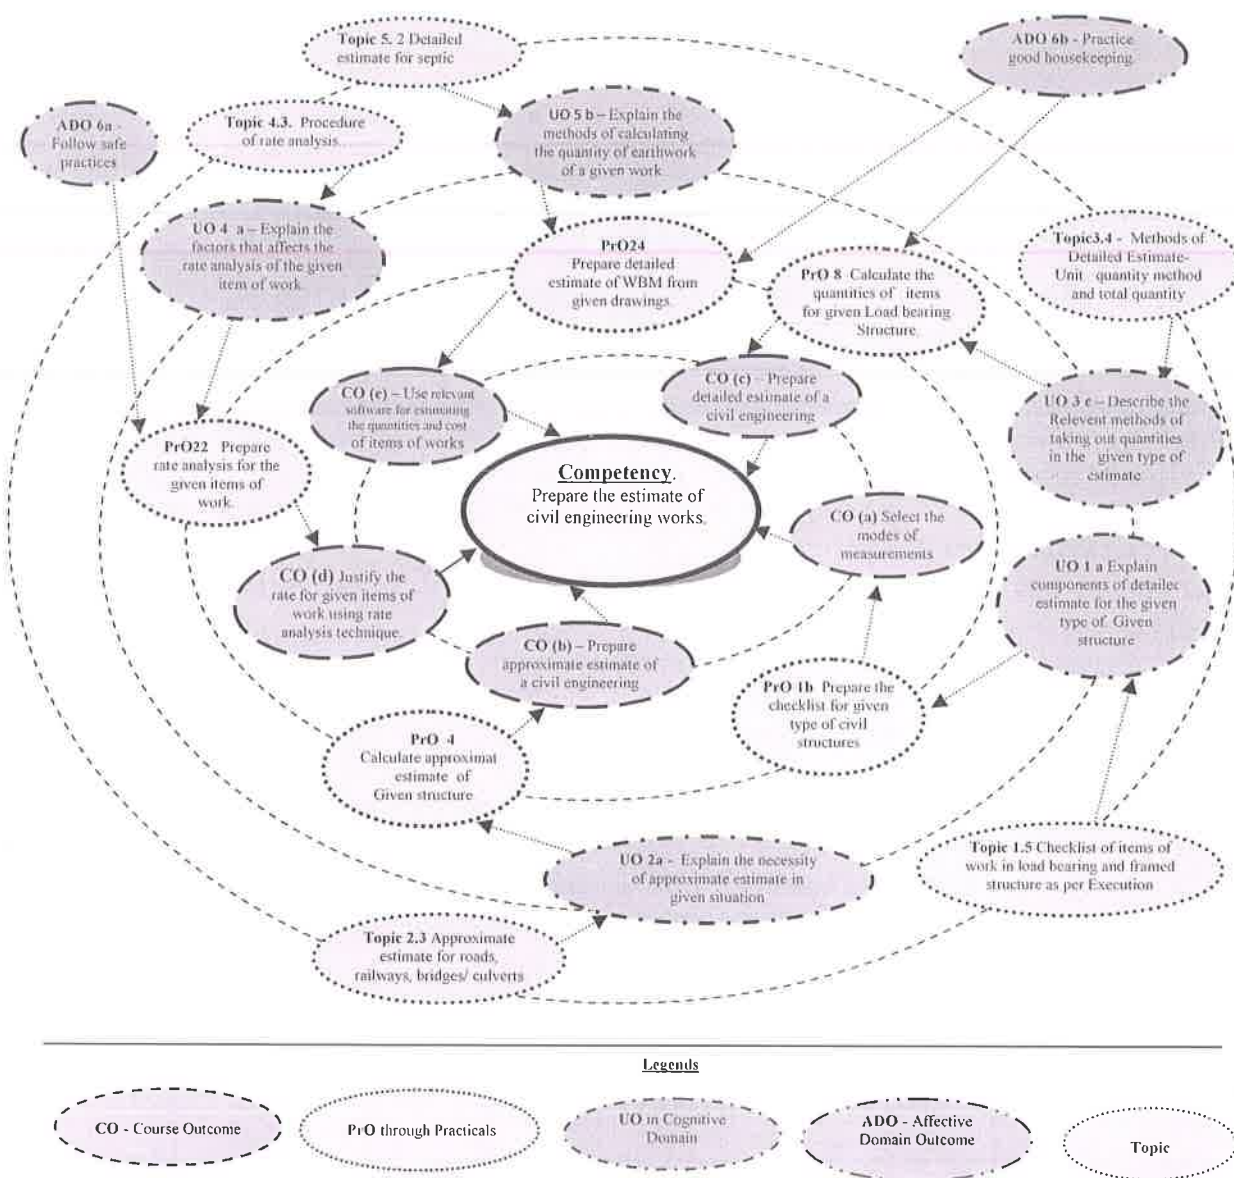 Topic 5. 2 Detailed
estimate for septic
ADO 6b - Practice
good housekeeping.
ADO 6a -
Follow safe
practices
Topic 4.3. Procedure
of rate analysis.
UO 5 b – Explain the
methods of calculating
the quantity of earthwork
of a given work
UO 4 a – Explain the
factors that affects the
rate analysis of the given
item of work.
PrO24
Prepare detailed
estimate of WBM from
given drawings.
PrO 8 Calculate the
quantities of items
for given Load bearing
Structure.
Topic3.4 - Methods of
Detailed Estimate-
Unit quantity method
and total quantity
CO (e) – Use relevant
software for estimating
the quantities and cost
of items of works
CO (c) – Prepare
detailed estimate of a
civil engineering
UO 3 c – Describe the
Relevent methods of
taking out quantities
in the given type of
estimate
PrO22 Prepare
rate analysis for the
given items of
work.
Competency.
Prepare the estimate of
civil engineering works.
CO (a) Select the
modes of
measurements
CO (d) Justify the
rate for given items of
work using rate
analysis technique.
UO 1 a Explain
components of detailec
estimate for the given
type of. Given
structure
CO (b) – Prepare
approximate estimate of
a civil engineering
PrO 1b Prepare the
checklist for given
type of civil
structures
PrO 4
Calculate approximat
estimate of
Given structure
UO 2a - Explain the necessity
of approximate estimate in
given situation
Topic 1.5 Checklist of items of
work in load bearing and framed
structure as per Execution
Topic 2.3 Approximate
estimate for roads,
railways, bridges/ culverts
Legends
CO - Course Outcome
PrO through Practicals
UO in Cognitive
Domain
ADO - Affective
Domain Outcome
Topic